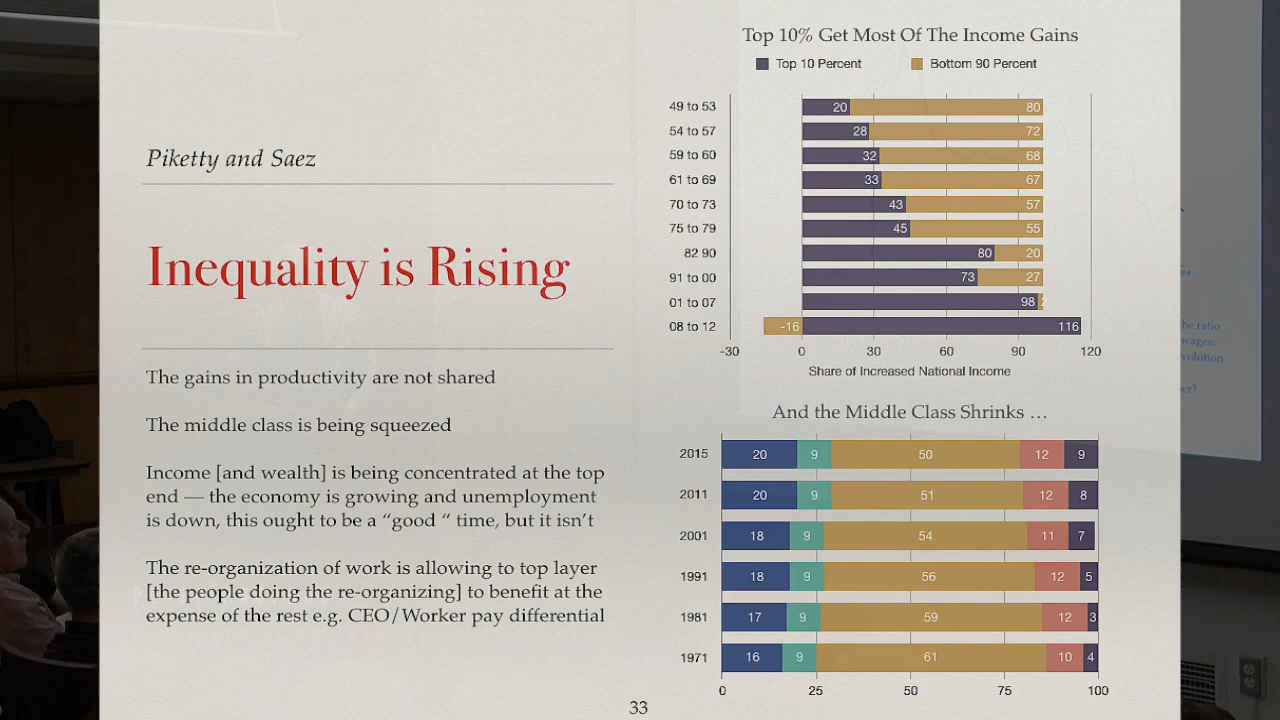 Piketty and Saez
Inequality is Rising
The gains in productivity are not shared
The middle class is being squeezed
Income [and wealth] is being concentrated at the top
end — the economy is growing and unemployment
is down, this ought to be a “good “ time, but it isn’t
The re-organization of work is allowing to top layer
[the people doing the re-organizing] to benefit at the
expense of the rest e.g. CEO/Worker pay differential
Top 10% Get Most Of The Income Gains
Top 10 Percent Bottom 90 Percent
49 to 53 20 80
54 to 57 28 72
59 to 60 32 68
61 to 69 33 67
70 to 73 43 57
75 to 79 45 55
82 90 80 20
91 to 00 73 27
01 to 07 98 2
08 to 12 -16 116
-30 0 30 60 90 120
Share of Increased National Income
And the Middle Class Shrinks …
2015 20 9 50 12 9
2011 20 9 51 12 8
2001 18 9 54 11 7
1991 18 9 56 12 5
1981 17 9 59 12 3
1971 16 9 61 10 4
0 25 50 75 100
33
he ratio
wages:
volution
er?